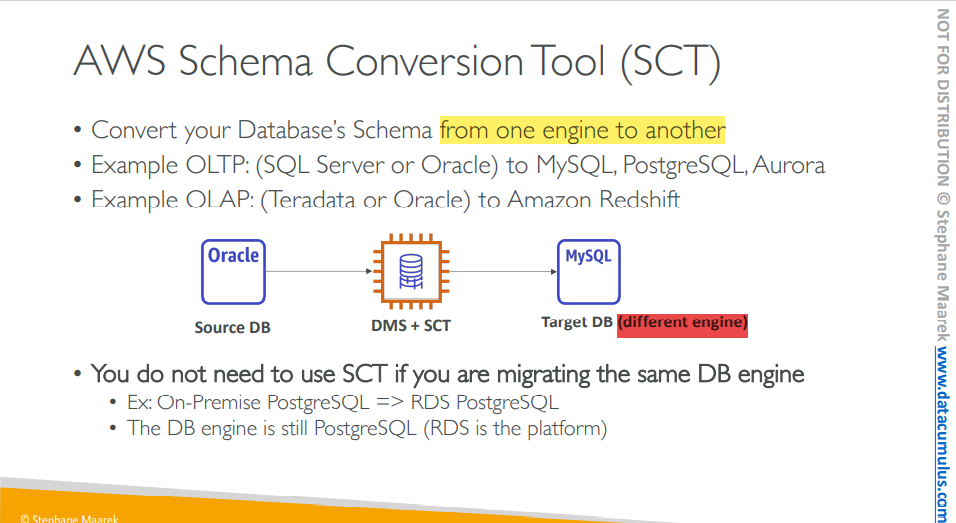 AWS Schema Conversion Tool (SCT)
• Convert your Database's Schema from one engine to another
• Example OLTP: (SQL Server or Oracle) to MySQL, PostgreSQL, Aurora
• Example OLAP: (Teradata or Oracle) to Amazon Redshift
Oracle
MySQL
Source DB
DMS + SCT
Target DB (different engine)
• You do not need to use SCT if you are migrating the same DB engine
• Ex: On-Premise PostgreSQL => RDS PostgreSQL
• The DB engine is still PostgreSQL (RDS is the platform)
© Stephane Maarek
NOT FOR DISTRIBUTION © Stephane Maarek www.datacumulus.com